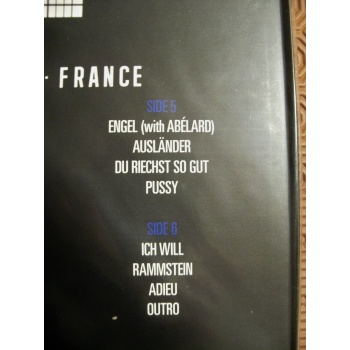 · FRANCE
SIDE 5
ENGEL (with ABÉLARD)
AUSLÄNDER
DU RIECHST SO GUT
PUSSY
SIDE 6
ICH WILL
RAMMSTEIN
ADIEU
OUTRO